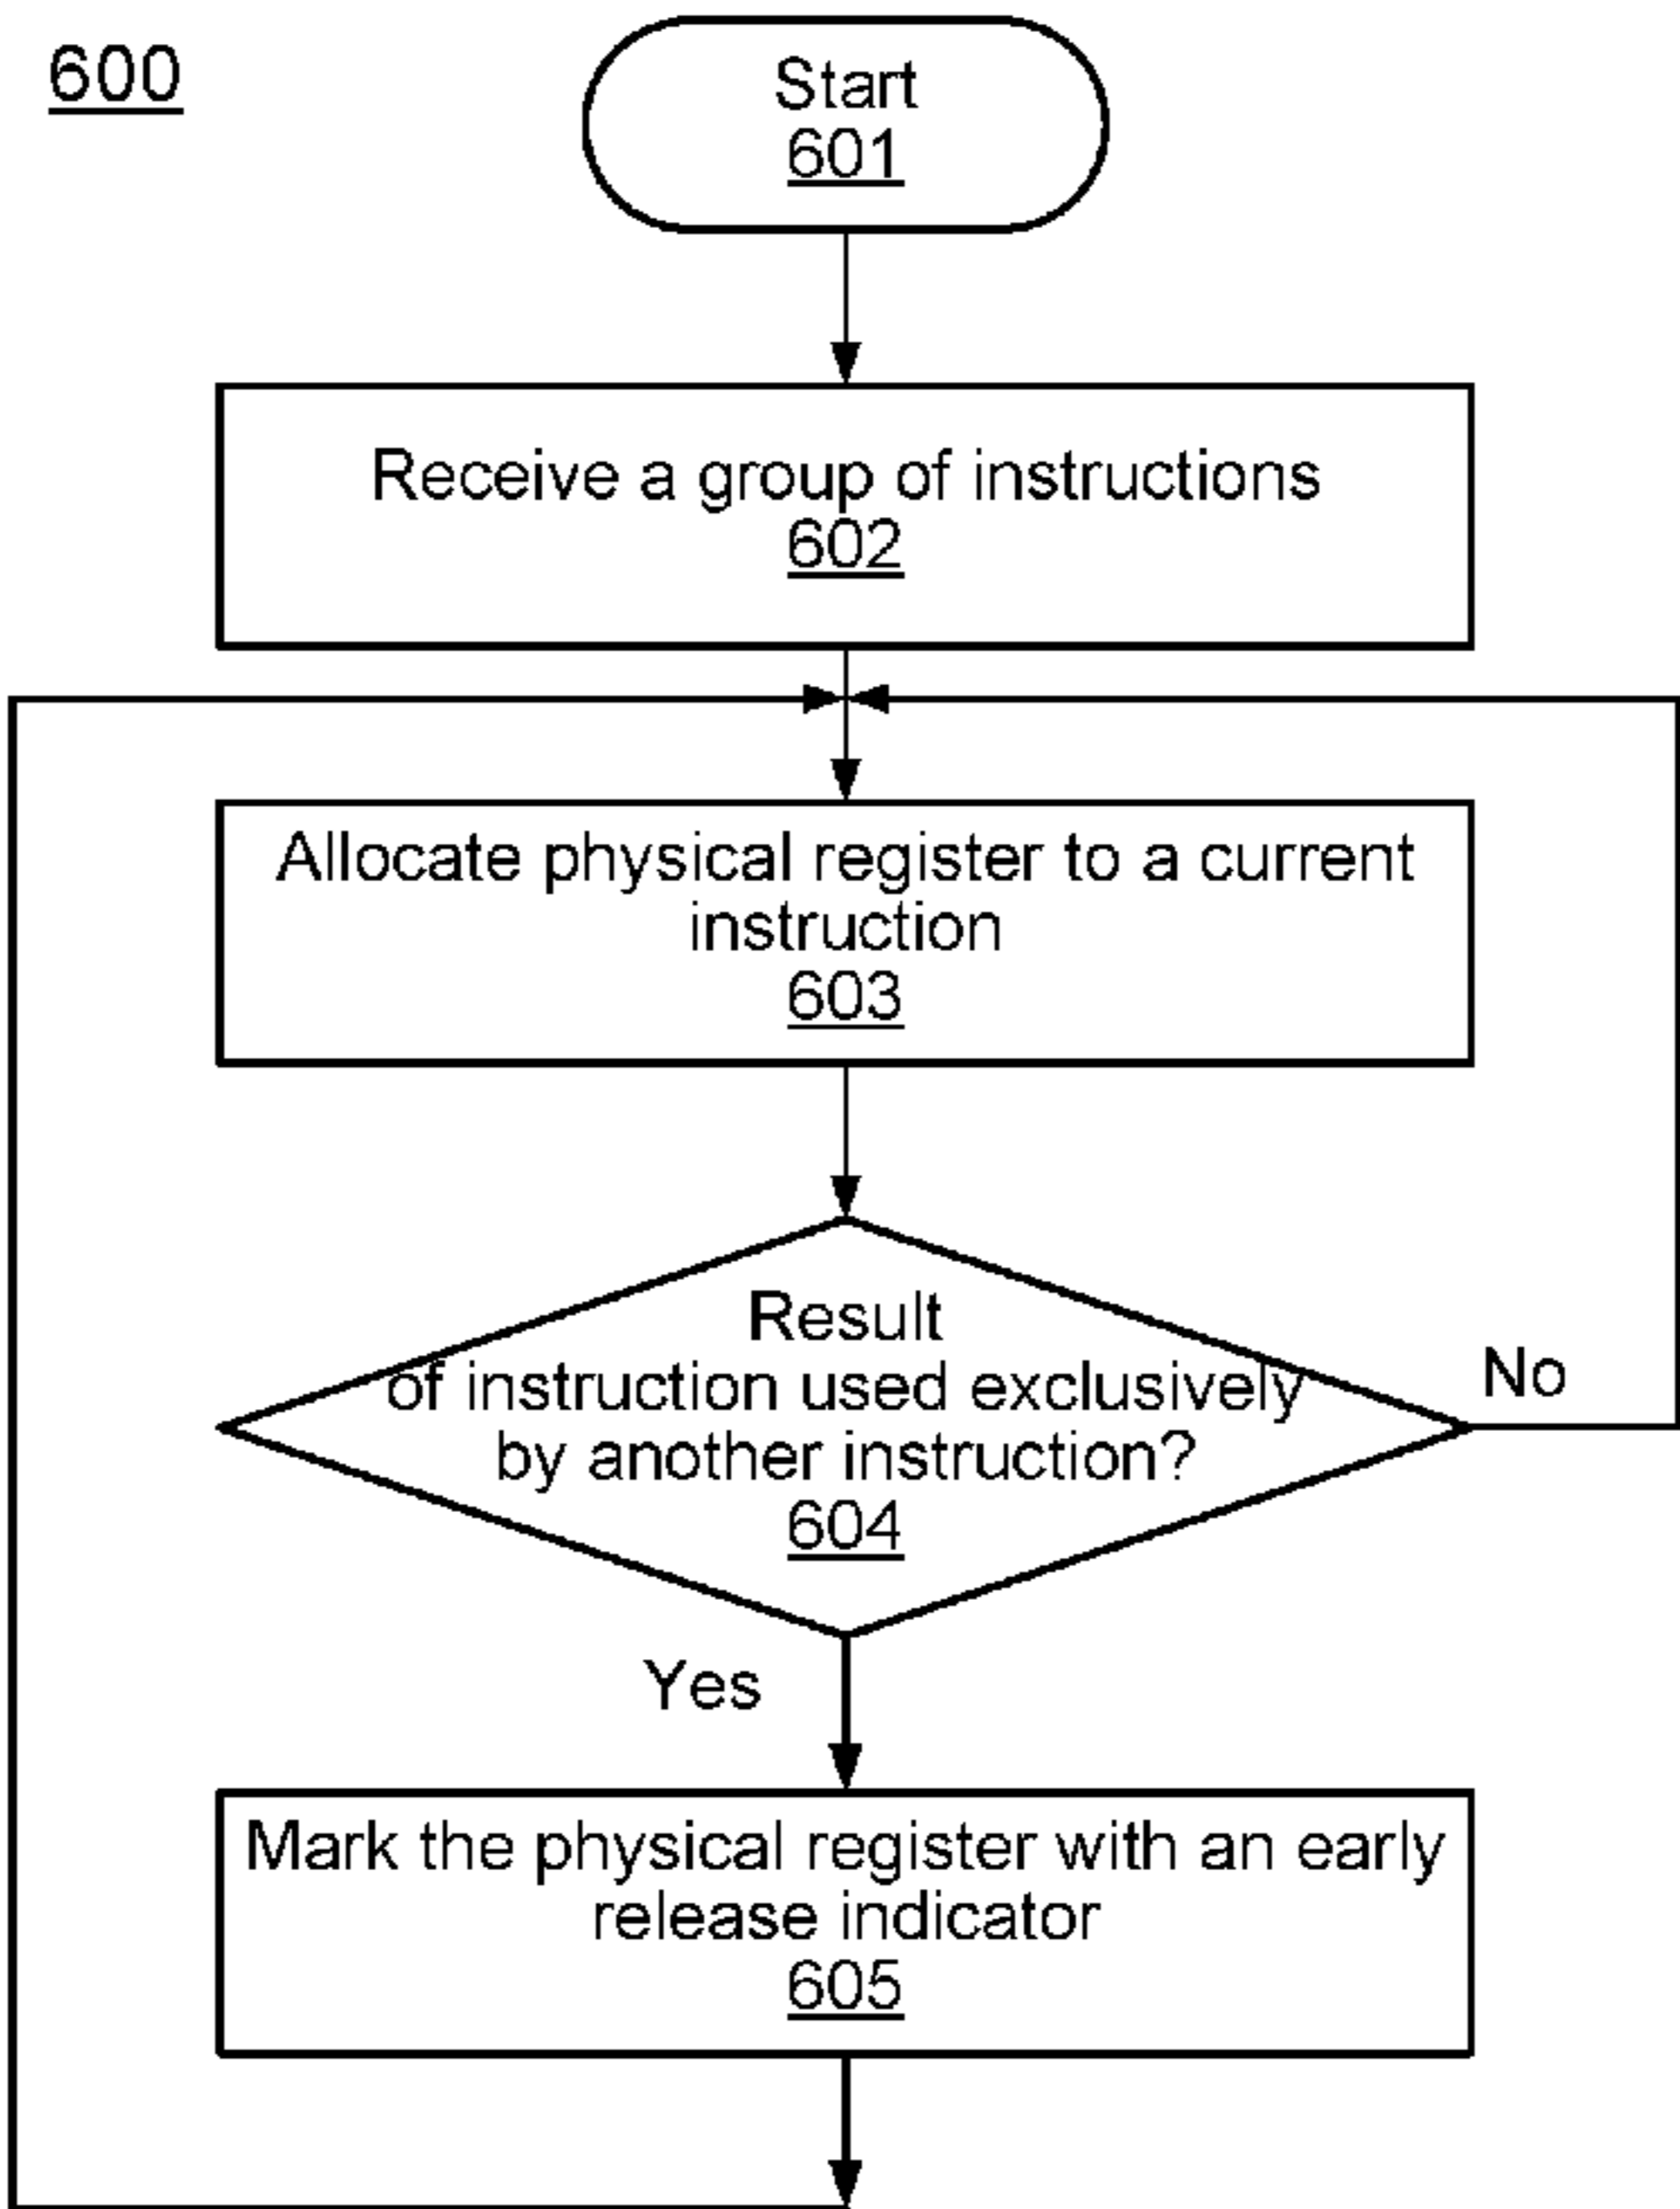 600
Start
601
Receive a group of instructions
602
Allocate physical register to a current
instruction
603
Result
of instruction used exclusively
by another instruction?
604
No
Yes
Mark the physical register with an early
release indicator
605